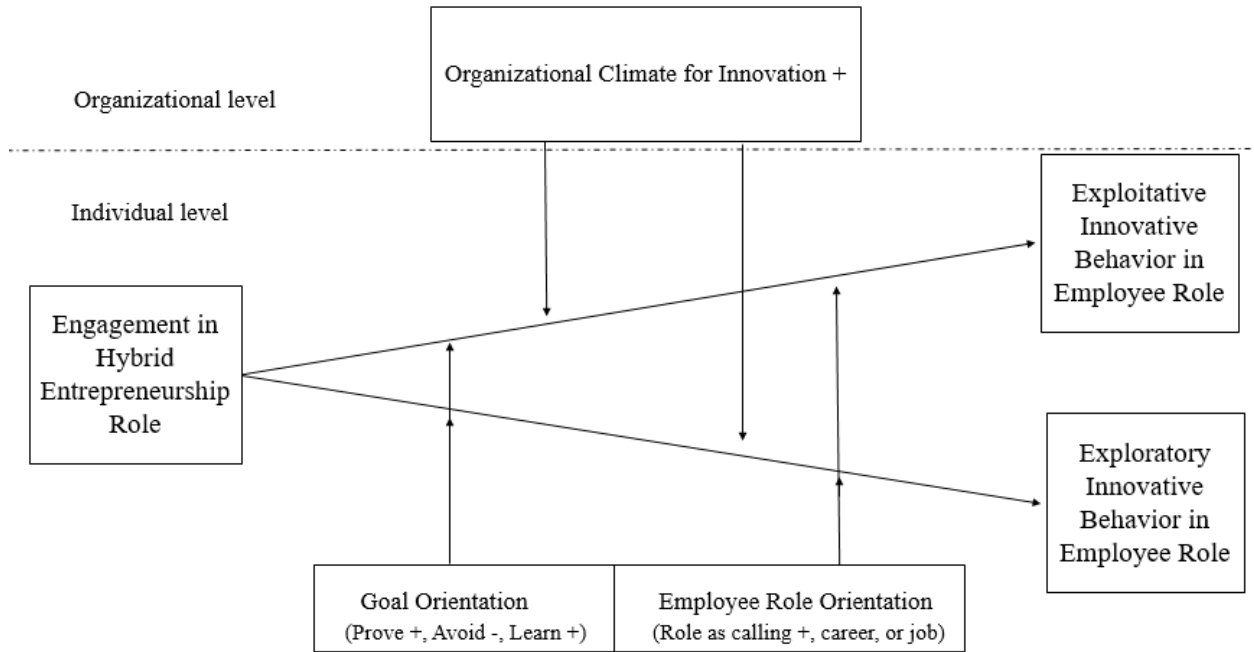 Organizational Climate for Innovation +
Organizational level
Individual level
Exploitative
Innovative
Behavior in
Employee Role
Engagement in
Hybrid
Entrepreneurship
Role
Exploratory
Innovative
Behavior in
Employee Role
Goal Orientation
(Prove +, Avoid -, Learn +)
Employee Role Orientation
(Role as calling +, career, or job)